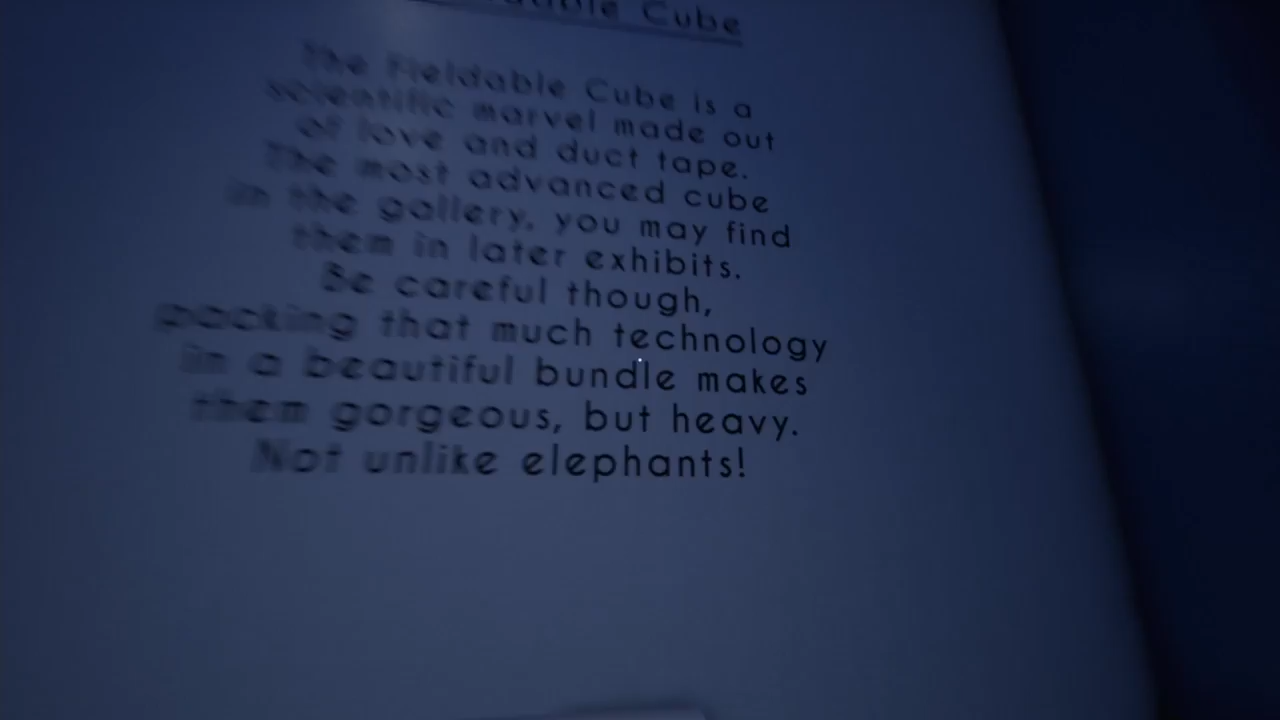 Cube
The Fieldable Cube is a
scientific marvel made out
of love and duct tape.
The most advanced cube
in the gallery, you may find
them in later exhibits.
Be careful though,
packing that much technology
in a beautiful bundle makes
them gorgeous, but heavy.
Not unlike elephants!